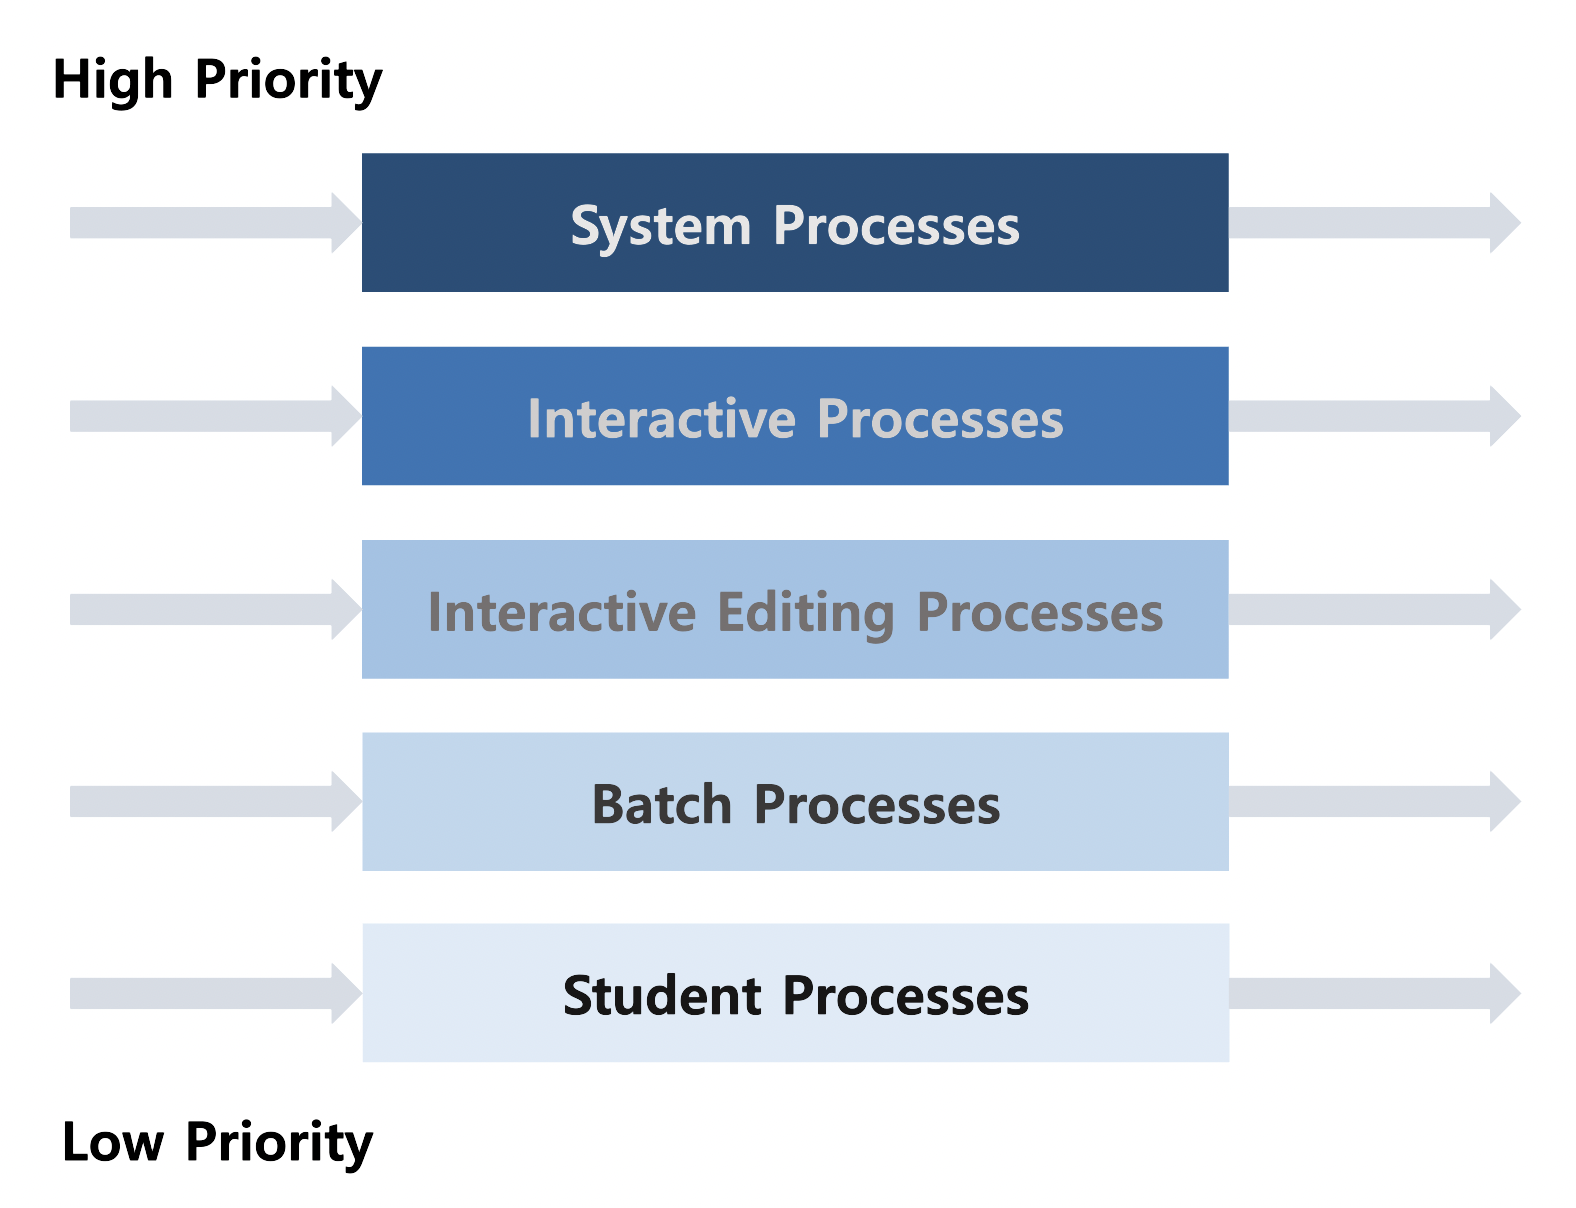 High Priority
System Processes
Interactive Processes
Interactive Editing Processes
Batch Processes
Student Processes
Low Priority